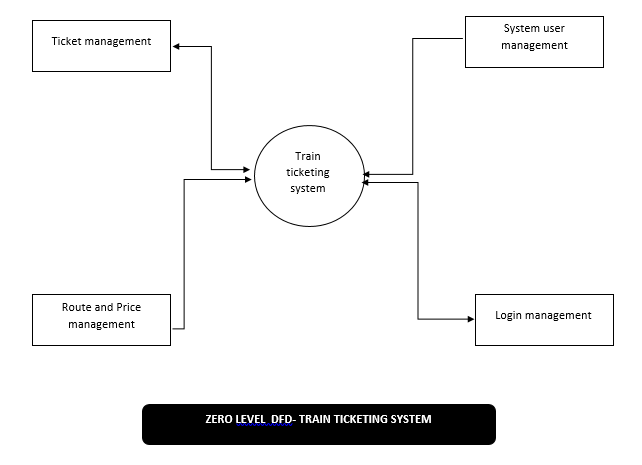 Ticket management
System user
management
Train
ticketing
system
Route and Price
management
Login management
ZERO LEVEL DFD- TRAIN TICKETING SYSTEM